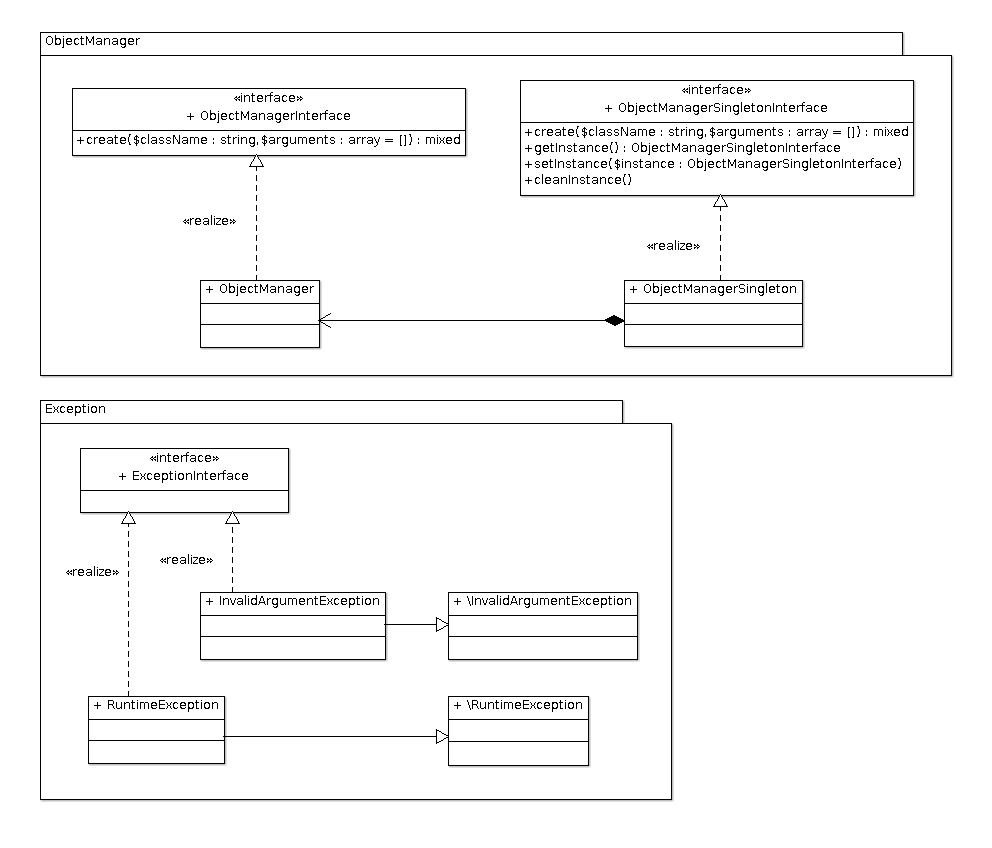 ObjectManager
«interface»
+ ObjectManagerInterface
+create($className : string,$arguments : array = []) : mixed
«interface»
+ ObjectManagerSingletonInterface
+create($className : string,$arguments : array = []) : mixed
+getInstance() : ObjectManagerSingletonInterface
+setInstance($instance : ObjectManagerSingletonInterface)
+cleanInstance()
«realize»
«realize»
+ ObjectManager
+ ObjectManagerSingleton
Exception
«interface»
+ ExceptionInterface
«realize»
«realize»
+ InvalidArgumentException
+ \InvalidArgumentException
+ RuntimeException
+ \RuntimeException